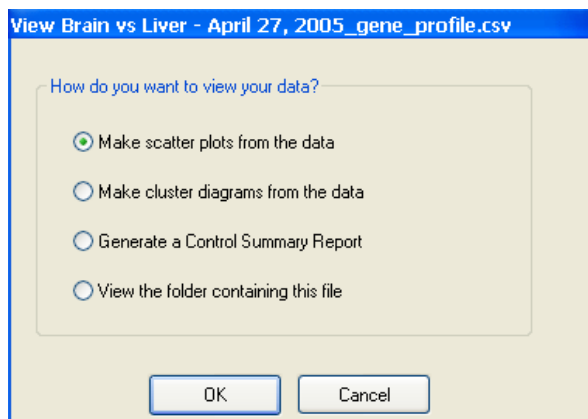 View Brain vs Liver - April 27, 2005_gene_profile.csv
How do you want to view your data?
Make scatter plots from the data
Make cluster diagrams from the data
Generate a Control Summary Report
View the folder containing this file
OK
Cancel